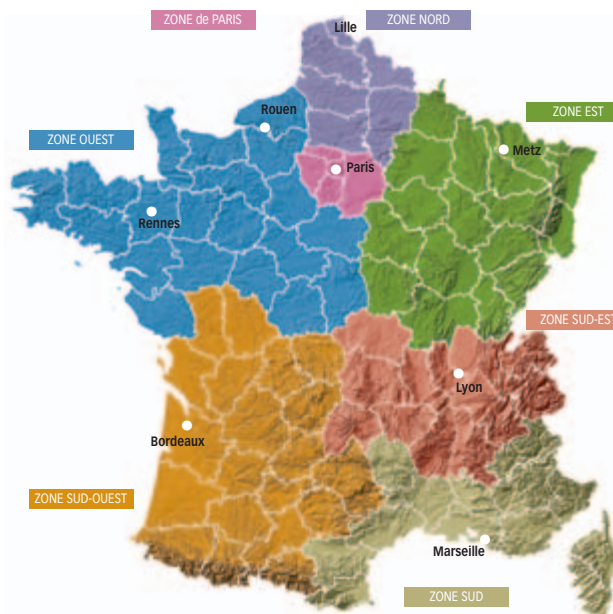 ZONE de PARIS
ZONE NORD
Lille
Rouen
ZONE EST
ZONE OUEST
Metz
Paris
Rennes
ZONE SUD-EST
Lyon
Bordeaux
ZONE SUD-OUEST
Marseille
ZONE SUD